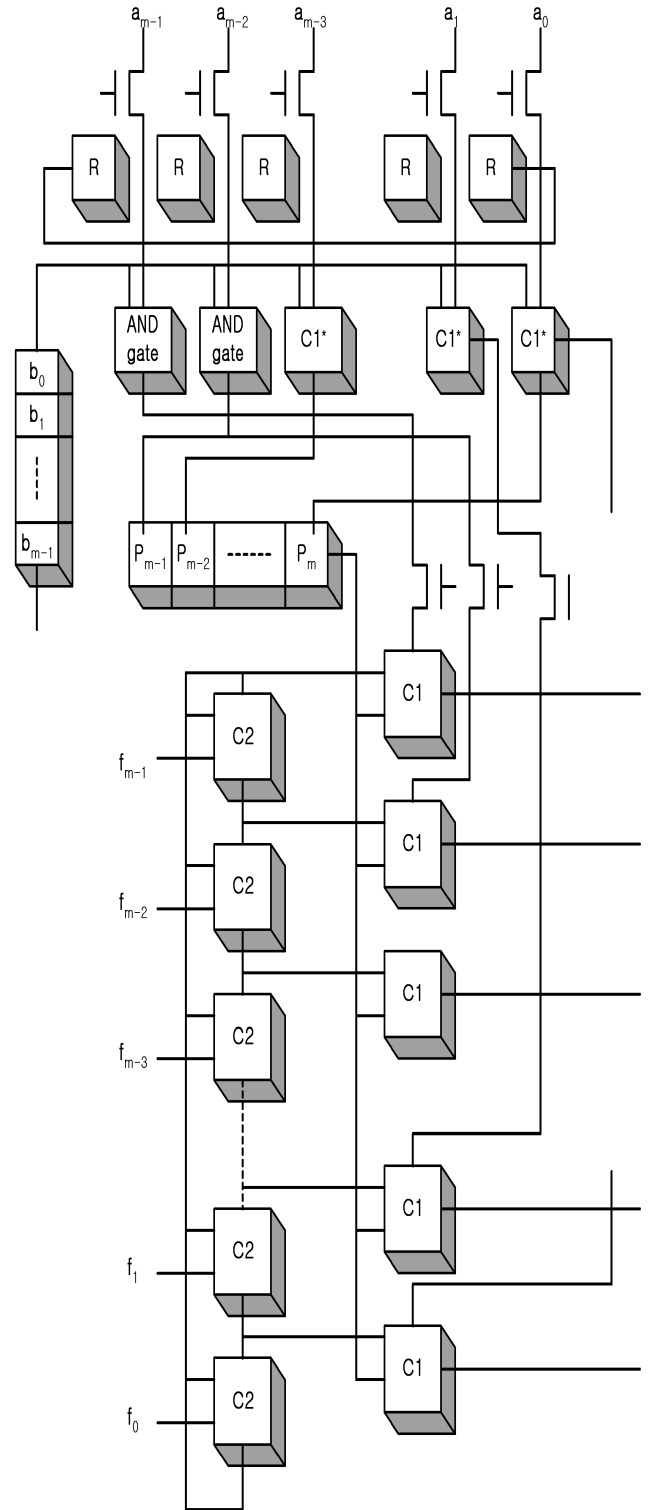 a_{m-1} a_{m-2} a_{m-3} a_1 a_0
R R R R R
AND gate AND gate C1* C1* C1*
b_0
b_1
b_{m-1}
P_{m-1} P_{m-2} P_m
C1
C2
f_{m-1}
C1
C2
f_{m-2}
C1
C2
f_{m-3}
C1
C2
f_1
C1
C2
f_0